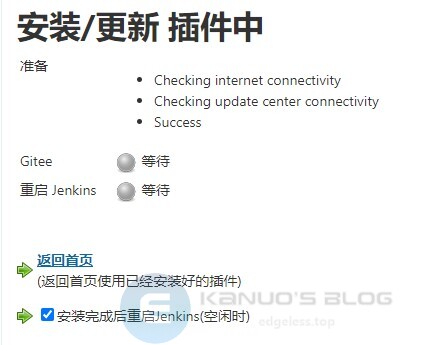 安装/更新 插件中
准备
Checking internet connectivity
Checking update center connectivity
Success
Gitee 等待
重启 Jenkins 等待
返回首页
(返回首页使用已经安装好的插件)
安装完成后重启Jenkins(空闲时)
KANUO'S BLOG
edgeless.top